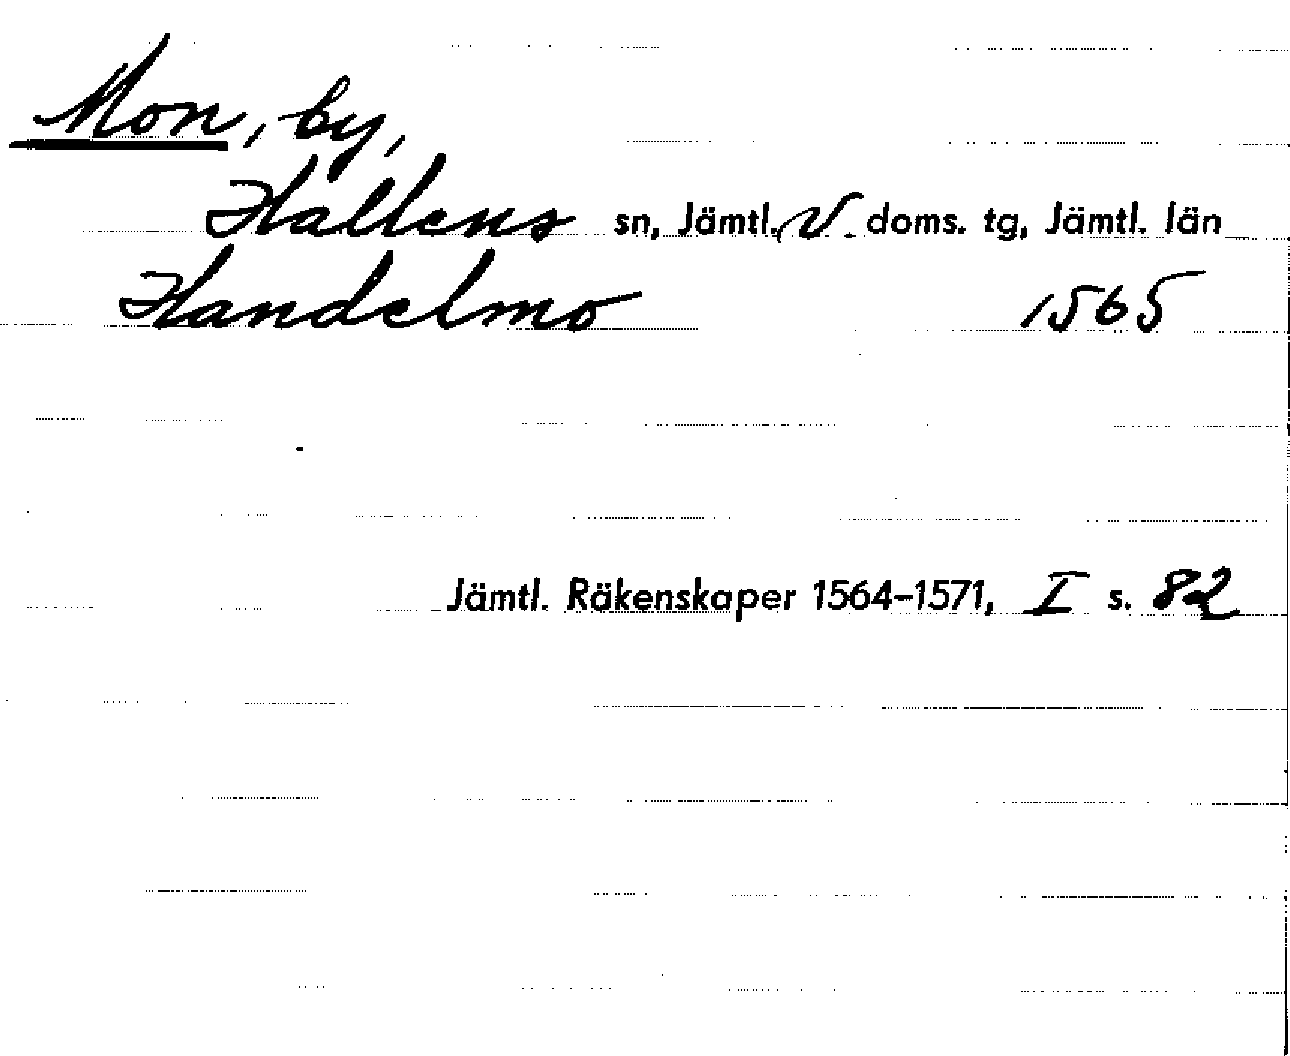 Mon, by,
Hallens sn, Jämtl. V. doms. tg, Jämtl. län
Handelmo 1565
Jämtl. Räkenskaper 1564–1571, I s. 82